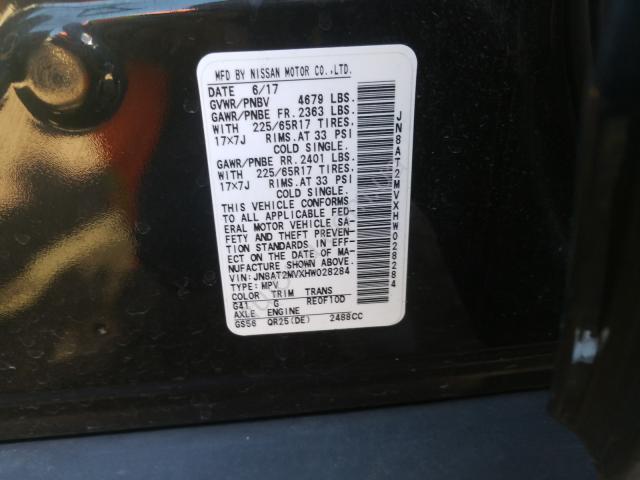 MFD BY NISSAN MOTOR CO.,LTD.
DATE 6/17
GVWR/PNBV 4679 LBS.
GAWR/PNBE FR. 2363 LBS.
WITH 225/65R17 TIRES,
17×7J RIMS.AT 33 PSI
COLD SINGLE.
GAWR/PNBE RR. 2401 LBS.
WITH 225/65R17 TIRES,
17×7J RIMS.AT 33 PSI
COLD SINGLE.
THIS VEHICLE CONFORMS
TO ALL APPLICABLE FED-
ERAL MOTOR VEHICLE SA-
FETY AND THEFT PREVEN-
TION STANDARDS IN EFF-
ECT ON THE DATE OF MA-
NUFACTURE SHOWN ABOVE.
VIN:JN8AT2MVXHW028284
TYPE:MPV
COLOR TRIM TRANS
G41 G RE0F10D
AXLE ENGINE
GS56 QR25(DE) 2488CC
JN8AT2MVXHW028284